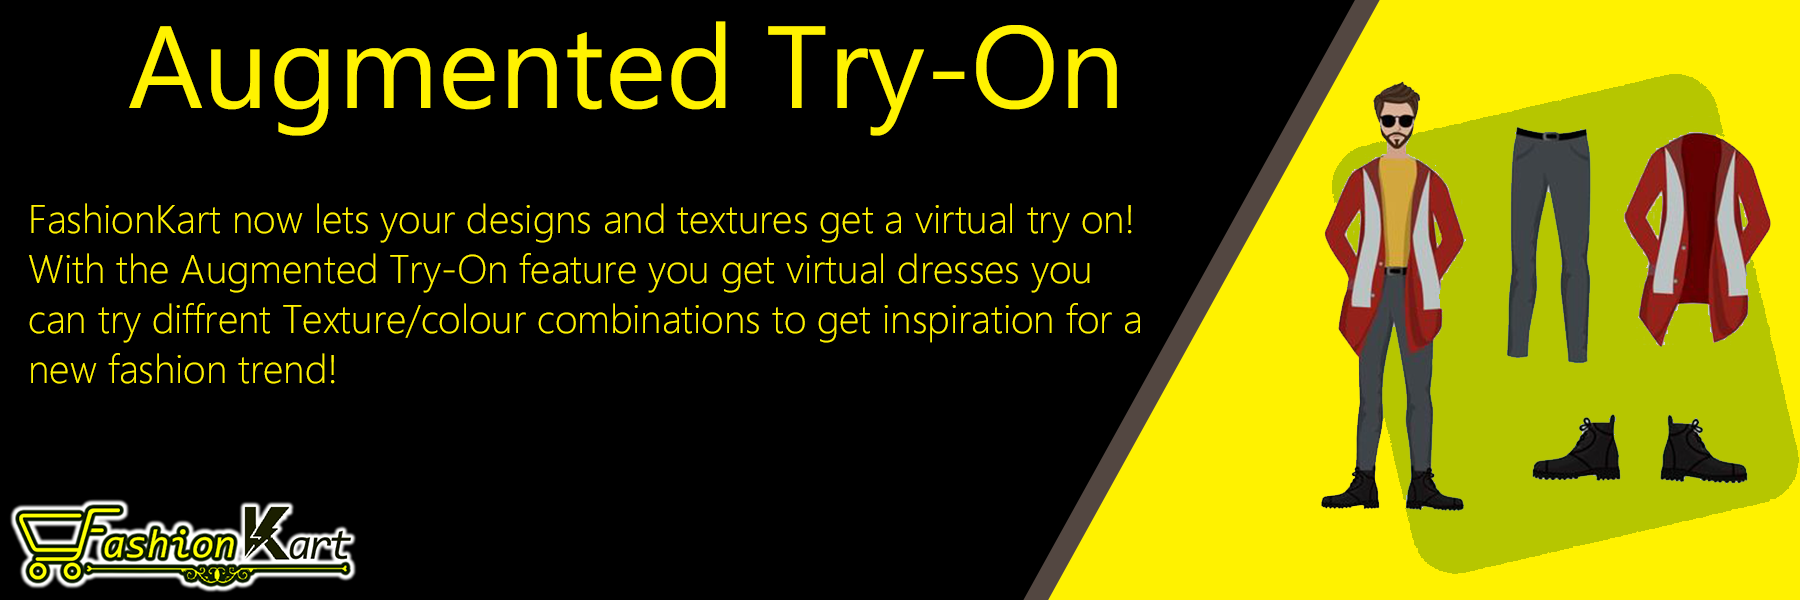 Augmented Try-On
FashionKart now lets your designs and textures get a virtual try on!
With the Augmented Try-On feature you get virtual dresses you
can try diffrent Texture/colour combinations to get inspiration for a
new fashion trend!
Fashion Kart